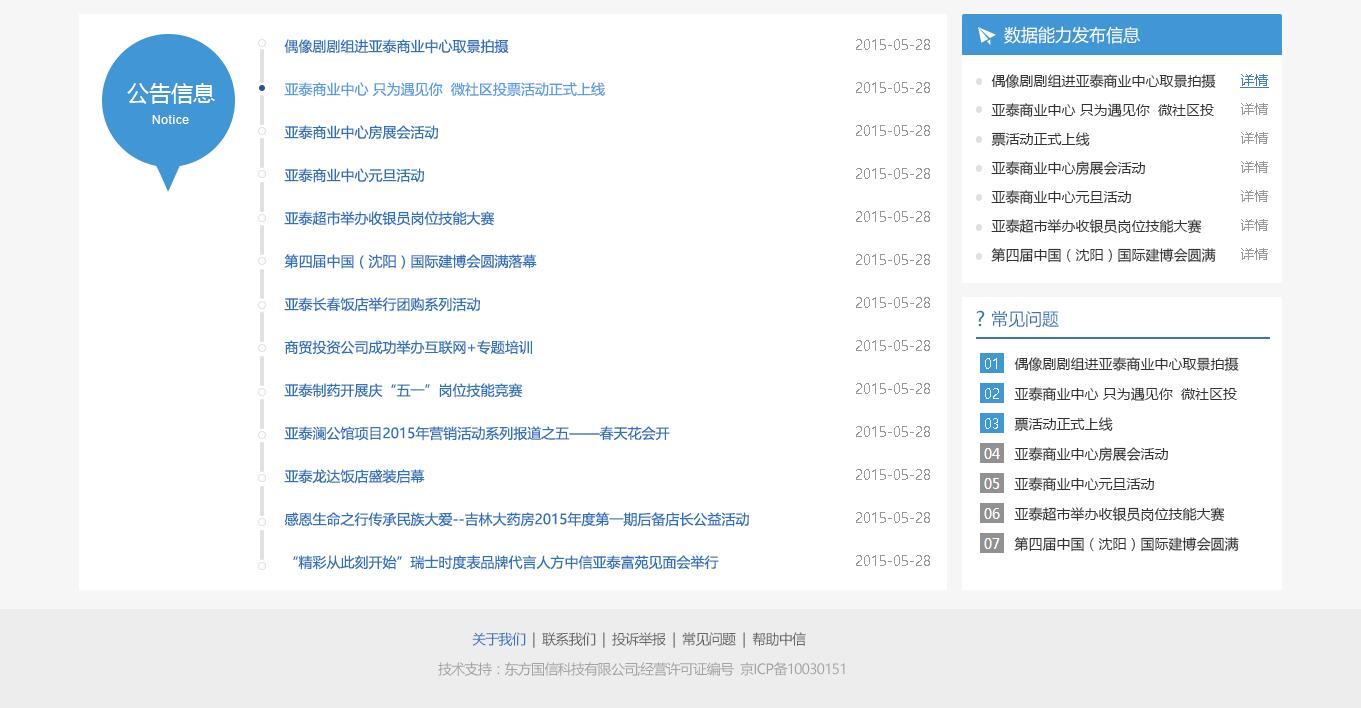 公告信息
Notice
偶像剧剧组进亚泰商业中心取景拍摄 2015-05-28
亚泰商业中心 只为遇见你 微社区投票活动正式上线 2015-05-28
亚泰商业中心房展会活动 2015-05-28
亚泰商业中心元旦活动 2015-05-28
亚泰超市举办收银员岗位技能大赛 2015-05-28
第四届中国（沈阳）国际建博会圆满落幕 2015-05-28
亚泰长春饭店举行团购系列活动 2015-05-28
商贸投资公司成功举办互联网+专题培训 2015-05-28
亚泰制药开展庆“五一”岗位技能竞赛 2015-05-28
亚泰澜公馆项目2015年营销活动系列报道之五——春天花会开 2015-05-28
亚泰龙达饭店盛装启幕 2015-05-28
感恩生命之行传承民族大爱--吉林大药房2015年度第一期后备店长公益活动 2015-05-28
“精彩从此刻开始”瑞士时度表品牌代言人方中信亚泰富苑见面会举行 2015-05-28
数据能力发布信息
偶像剧剧组进亚泰商业中心取景拍摄 详情
亚泰商业中心 只为遇见你 微社区投 详情
票活动正式上线 详情
亚泰商业中心房展会活动 详情
亚泰商业中心元旦活动 详情
亚泰超市举办收银员岗位技能大赛 详情
第四届中国（沈阳）国际建博会圆满 详情
? 常见问题
01 偶像剧剧组进亚泰商业中心取景拍摄
02 亚泰商业中心 只为遇见你 微社区投
03 票活动正式上线
04 亚泰商业中心房展会活动
05 亚泰商业中心元旦活动
06 亚泰超市举办收银员岗位技能大赛
07 第四届中国（沈阳）国际建博会圆满
关于我们 | 联系我们 | 投诉举报 | 常见问题 | 帮助中信
技术支持：东方国信科技有限公司;经营许可证编号 京ICP备10030151